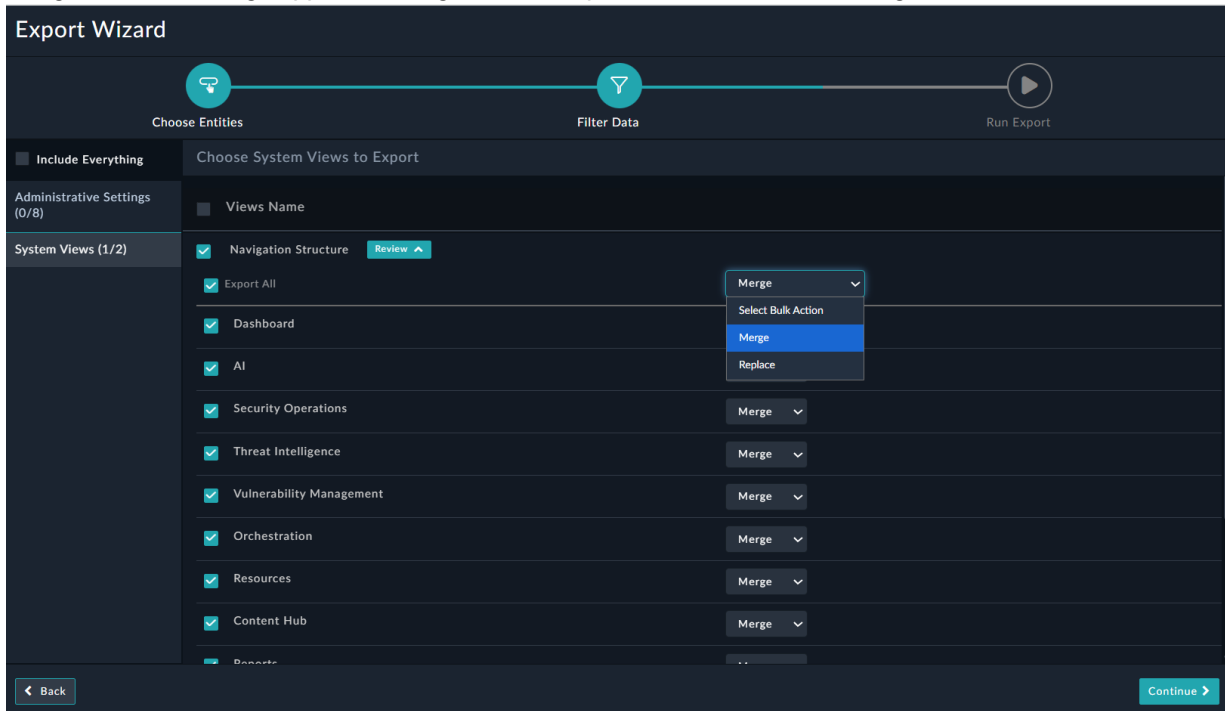 Export Wizard
Choose Entities
Filter Data
Run Export
Include Everything
Choose System Views to Export
Administrative Settings
(0/8)
Views Name
System Views (1/2)
Navigation Structure
Review
Export All
Merge
Select Bulk Action
Dashboard
Merge
AI
Replace
Security Operations
Merge
Threat Intelligence
Merge
Vulnerability Management
Merge
Orchestration
Merge
Resources
Merge
Content Hub
Merge
Reports
Back
Continue